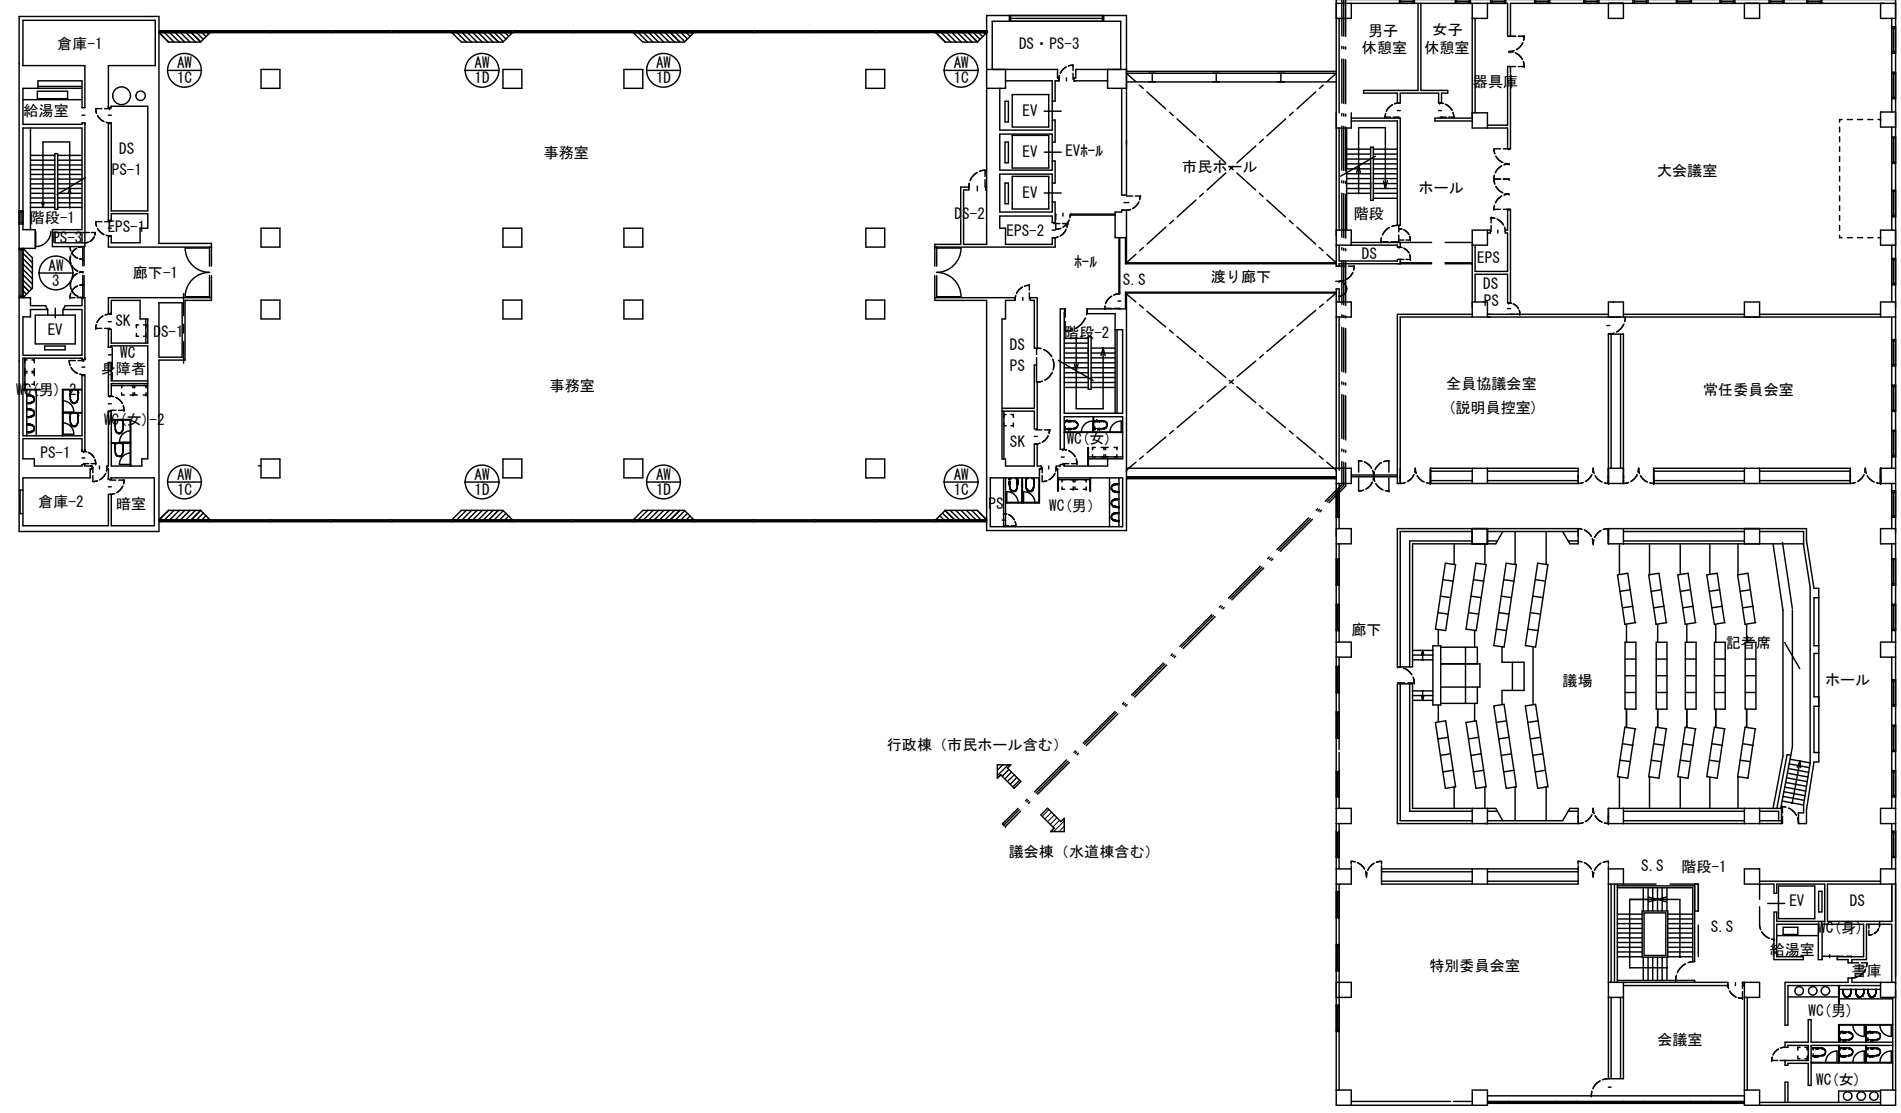 倉庫-1
給湯室
DS
PS-1
階段-1
EPS-1
PS-3
AW
3
廊下-1
EV
SK
DS-1
WC
身障者
WC(男)-2
WC(女)-2
PS-1
倉庫-2
暗室
AW
1C
AW
1D
AW
1D
AW
1C
事務室
事務室
AW
1C
AW
1D
AW
1D
AW
1C
DS・PS-3
EV
EV
EV
EVホール
DS-2
EPS-2
ホール
S.S
階段-2
DS
PS
SK
WC(女)
PS
WC(男)
市民ホール
渡り廊下
行政棟（市民ホール含む）
議会棟（水道棟含む）
男子
休憩室
女子
休憩室
器具庫
大会議室
ホール
階段
DS
EPS
DS
PS
全員協議会室
(説明員控室)
常任委員会室
廊下
議場
記者席
ホール
S.S
階段-1
S.S
EV
DS
WC(身)
給湯室
書庫
特別委員会室
会議室
WC(男)
WC(女)